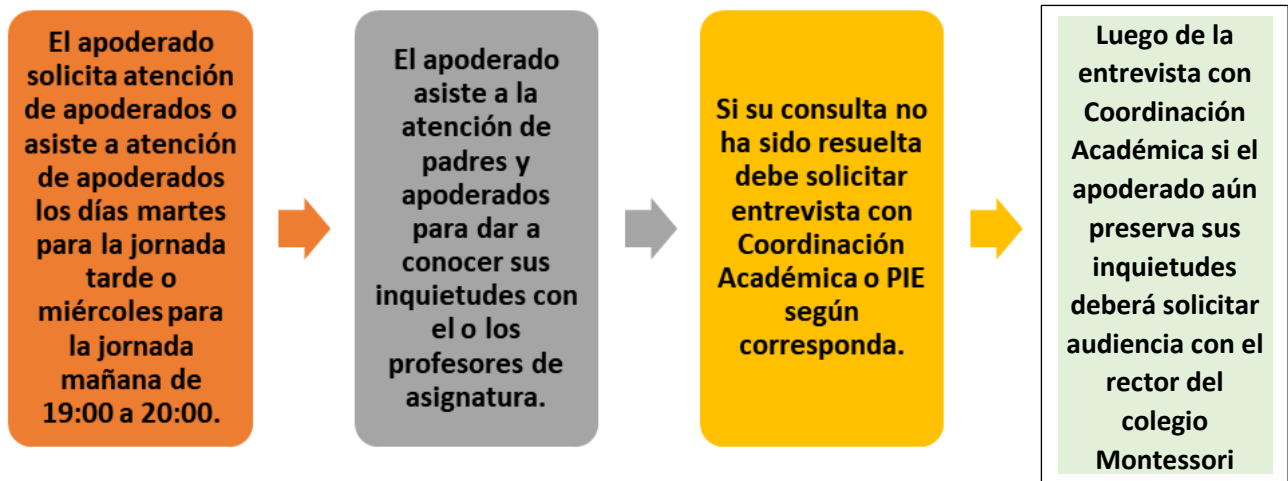 El apoderado
solicita atención
de apoderados o
asiste a atención
de apoderados
los días martes
para la jornada
tarde o
miércoles para
la jornada
mañana de
19:00 a 20:00.
El apoderado
asiste a la
atención de
padres y
apoderados
para dar a
conocer sus
inquietudes con
el o los
profesores de
asignatura.
Si su consulta no
ha sido resuelta
debe solicitar
entrevista con
Coordinación
Académica o PIE
según
corresponda.
Luego de la
entrevista con
Coordinación
Académica si el
apoderado aún
preserva sus
inquietudes
deberá solicitar
audiencia con el
rector del
colegio
Montessori